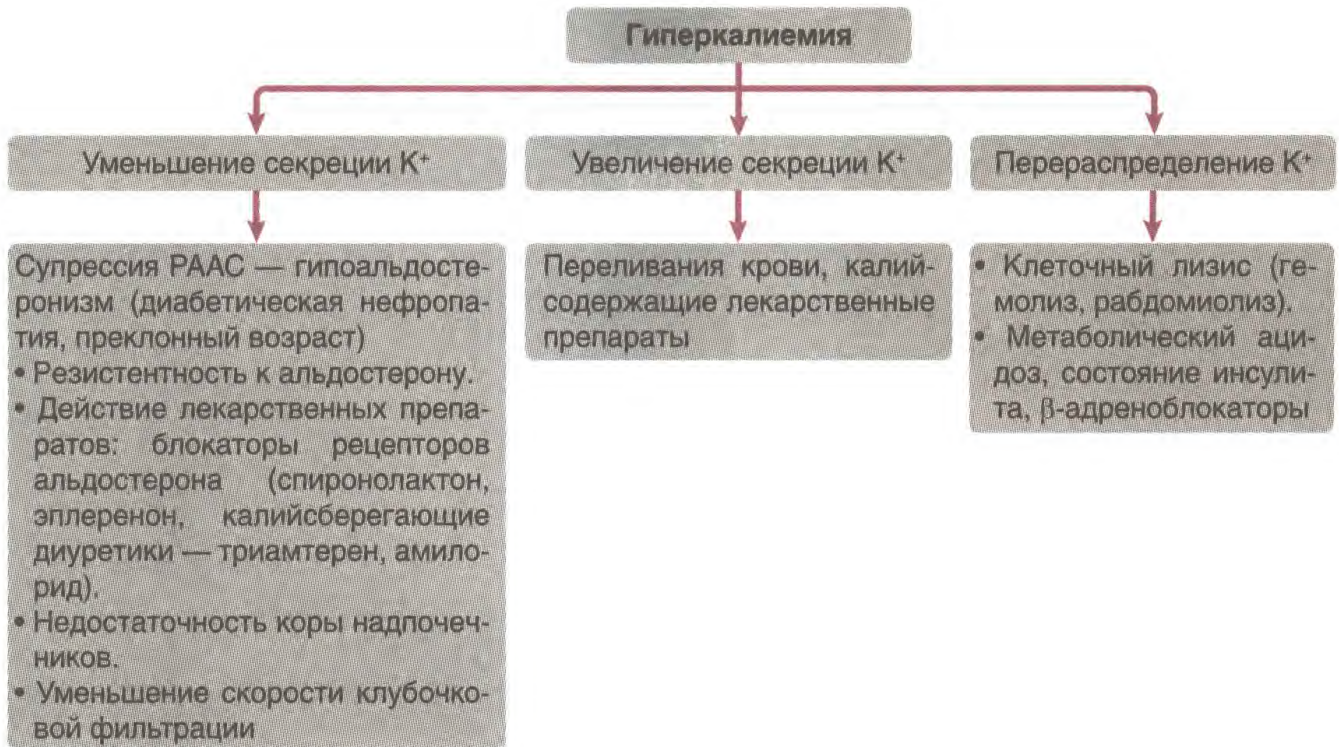 Гиперкалиемия
Уменьшение секреции K⁺
Увеличение секреции K⁺
Перераспределение K⁺
Супрессия РААС — гипоальдосте-
ронизм (диабетическая нефропа-
тия, преклонный возраст)
• Резистентность к альдостерону.
• Действие лекарственных препа-
ратов: блокаторы рецепторов
альдостерона (спиронолактон,
эплеренон, калийсберегающие
диуретики — триамтерен, амило-
рид).
• Недостаточность коры надпочеч-
ников.
• Уменьшение скорости клубочко-
вой фильтрации
Переливания крови, калий-
содержащие лекарственные
препараты
• Клеточный лизис (ге-
молиз, рабдомиолиз).
• Метаболический аци-
доз, состояние инсули-
та, β-адреноблокаторы